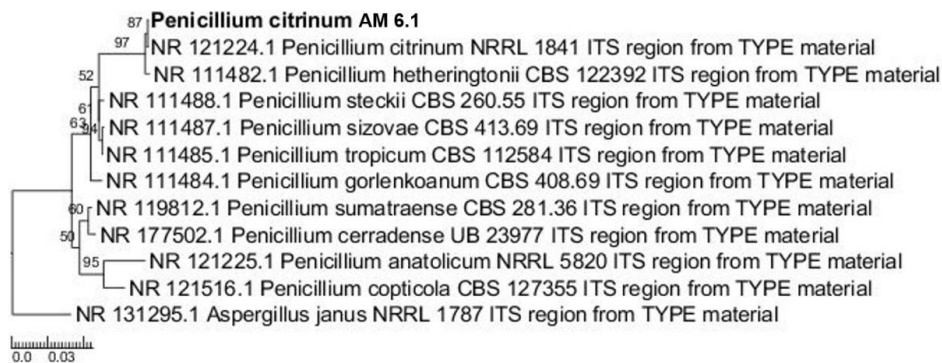 87
Penicillium citrinum AM 6.1
97
NR 121224.1 Penicillium citrinum NRRL 1841 ITS region from TYPE material
NR 111482.1 Penicillium hetheringtonii CBS 122392 ITS region from TYPE material
52
NR 111488.1 Penicillium steckii CBS 260.55 ITS region from TYPE material
61
63
94
NR 111487.1 Penicillium sizovae CBS 413.69 ITS region from TYPE material
NR 111485.1 Penicillium tropicum CBS 112584 ITS region from TYPE material
NR 111484.1 Penicillium gorlenkoanum CBS 408.69 ITS region from TYPE material
60
NR 119812.1 Penicillium sumatraense CBS 281.36 ITS region from TYPE material
50
NR 177502.1 Penicillium cerradense UB 23977 ITS region from TYPE material
95
NR 121225.1 Penicillium anatolicum NRRL 5820 ITS region from TYPE material
NR 121516.1 Penicillium copticola CBS 127355 ITS region from TYPE material
NR 131295.1 Aspergillus janus NRRL 1787 ITS region from TYPE material
0.0 0.03